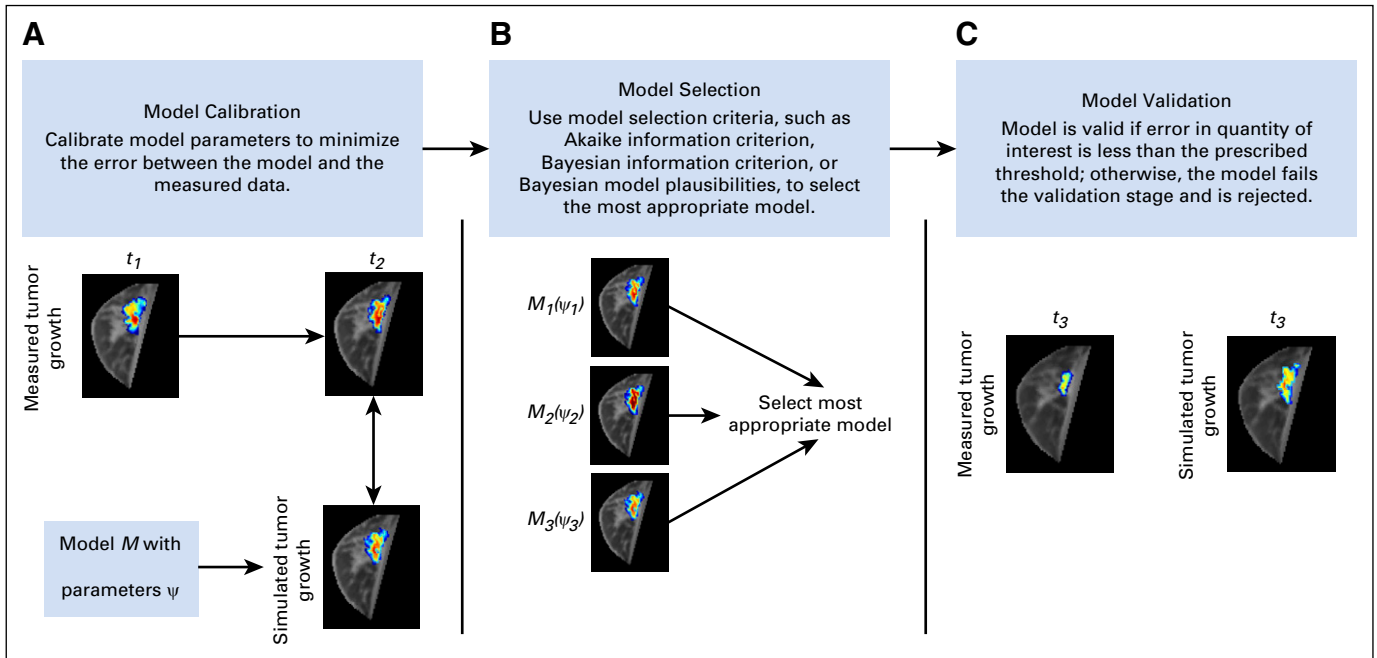 A
Model Calibration
Calibrate model parameters to minimize
the error between the model and the
measured data.
t1
t2
Measured tumor
growth
Model M with
parameters ψ
Simulated tumor
growth
B
Model Selection
Use model selection criteria, such as
Akaike information criterion,
Bayesian information criterion, or
Bayesian model plausibilities, to select
the most appropriate model.
M1(ψ1)
M2(ψ2)
M3(ψ3)
Select most
appropriate model
C
Model Validation
Model is valid if error in quantity of
interest is less than the prescribed
threshold; otherwise, the model fails
the validation stage and is rejected.
t3
Measured tumor
growth
t3
Simulated tumor
growth